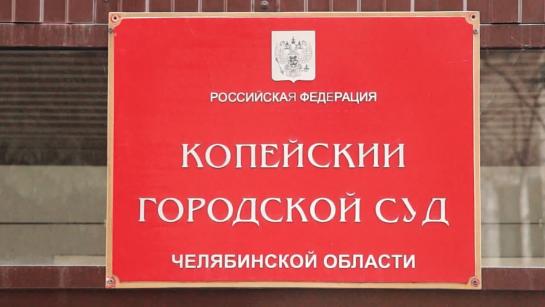 РОССИЙСКАЯ ФЕДЕРАЦИЯ
КОПЕЙСКИЙ
ГОРОДСКОЙ СУД
ЧЕЛЯБИНСКОЙ ОБЛАСТИ